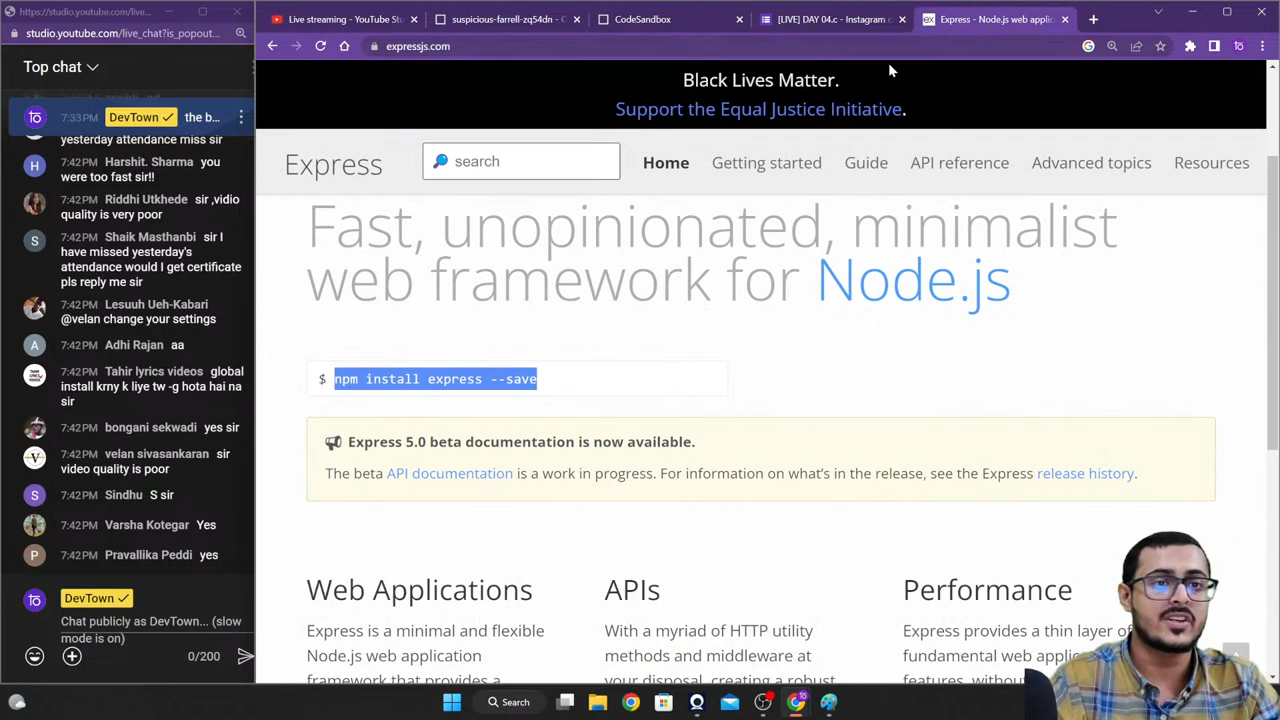 https://studio.youtube.com/live...
studio.youtube.com/live_chat?is_popout...
Top chat
7:33PM DevTown ✓ the b...
yesterday attendance miss sir
H 7:42PM Harshit. Sharma you
were too fast sir!!
7:42PM Riddhi Utkhede sir ,vidio
quality is very poor
S 7:42PM Shaik Masthanbi sir I
have missed yesterday's
attendance would I get certificate
pls reply me sir
7:42PM Lesuuh Ueh-Kabari
@velan change your settings
A 7:42PM Adhi Rajan aa
7:42PM Tahir lyrics videos global
install krny k liye tw -g hota hai na
sir
7:42PM bongani sekwadi yes sir
7:42PM velan sivasankaran sir
video quality is poor
S 7:42PM Sindhu S sir
7:42PM Varsha Kotegar Yes
P 7:42PM Pravallika Peddi yes
DevTown ✓
Chat publicly as DevTown... (slow
mode is on)
0/200
Live streaming - YouTube Stu
suspicious-farrell-zq54dn - C
CodeSandbox
[LIVE] DAY 04.c - Instagram c
ex Express - Node.js web applic
expressjs.com
Black Lives Matter.
Support the Equal Justice Initiative.
Express
search
Home
Getting started
Guide
API reference
Advanced topics
Resources
Fast, unopinionated, minimalist
web framework for Node.js
$ npm install express --save
Express 5.0 beta documentation is now available.
The beta API documentation is a work in progress. For information on what's in the release, see the Express release history.
Web Applications
Express is a minimal and flexible
Node.js web application
framework that provides a
APIs
With a myriad of HTTP utility
methods and middleware at
your disposal, creating a robust
Performance
Express provides a thin layer of
fundamental web applic
features, withou
Search